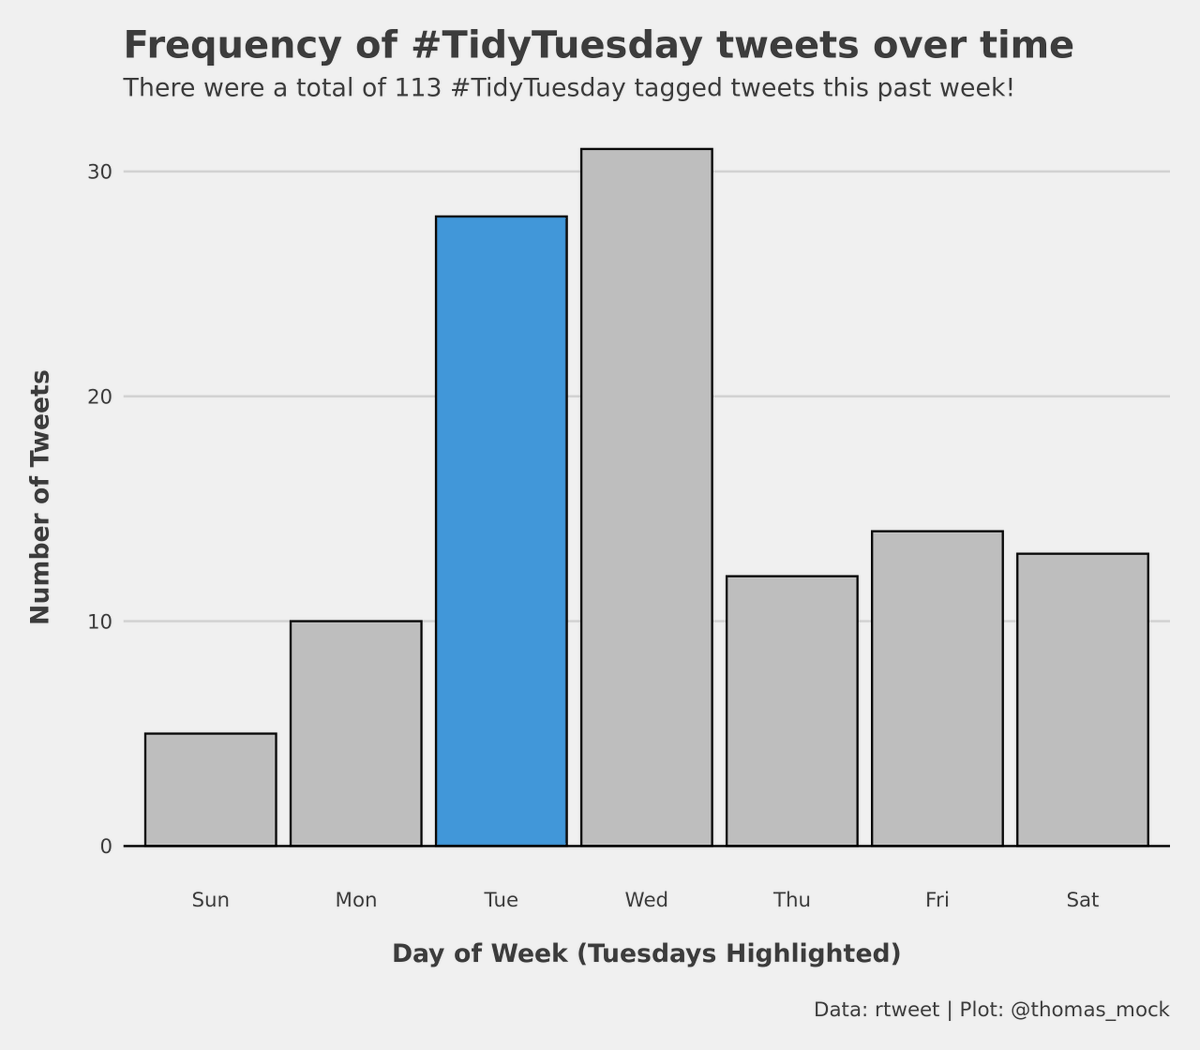 Frequency of #TidyTuesday tweets over time
There were a total of 113 #TidyTuesday tagged tweets this past week!
30
20
10
0
Number of Tweets
Sun Mon Tue Wed Thu Fri Sat
Day of Week (Tuesdays Highlighted)
Data: rtweet | Plot: @thomas_mock